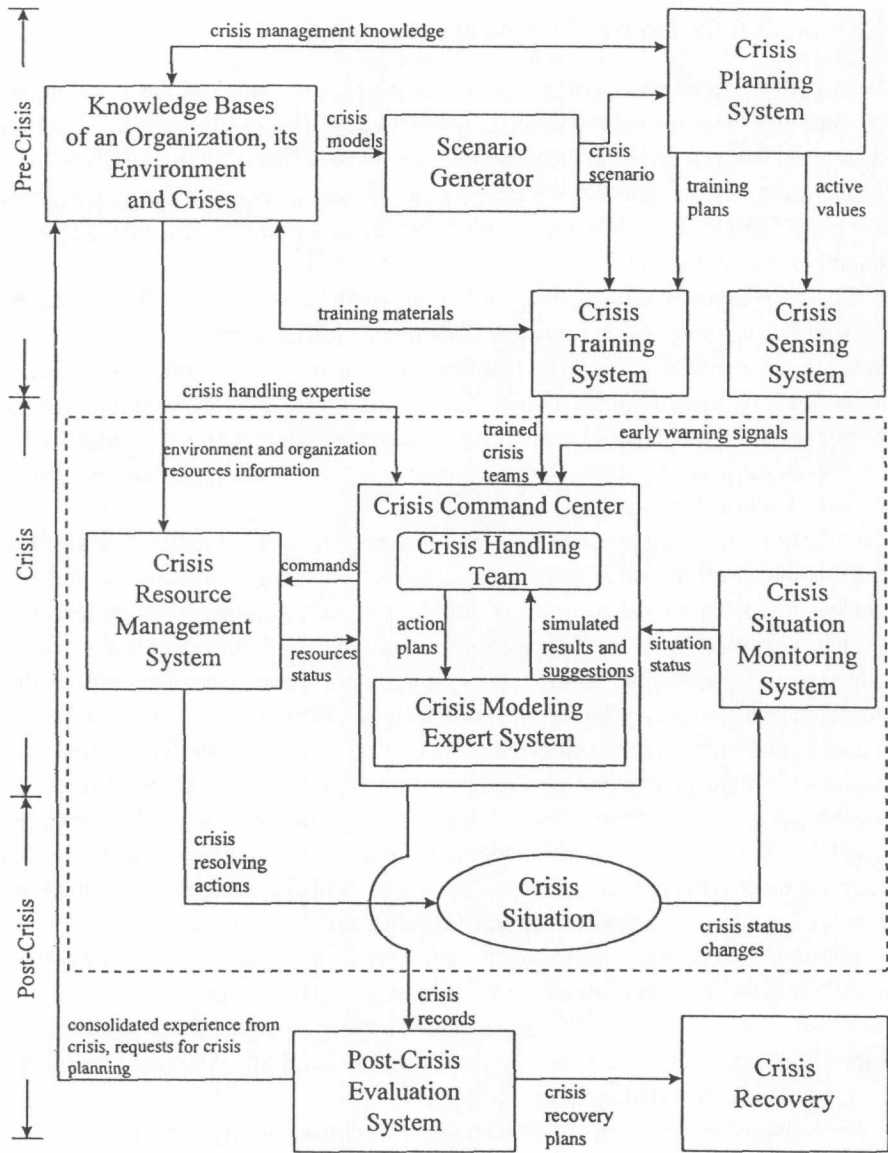 crisis management knowledge
Crisis
Planning
System
Pre-Crisis
Knowledge Bases
of an Organization, its
Environment
and Crises
crisis
models
Scenario
Generator
crisis
scenario
training
plans
active
values
training materials
Crisis
Training
System
Crisis
Sensing
System
Crisis
crisis handling expertise
environment and organization
resources information
trained
crisis
teams
early warning signals
Crisis Command Center
Crisis Handling
Team
Crisis
Resource
Management
System
commands
resources
status
action
plans
simulated
results and
suggestions
situation
status
Crisis
Situation
Monitoring
System
Crisis Modeling
Expert System
Post-Crisis
crisis
resolving
actions
Crisis
Situation
crisis status
changes
crisis
records
consolidated experience from
crisis, requests for crisis
planning
Post-Crisis
Evaluation
System
crisis
recovery
plans
Crisis
Recovery